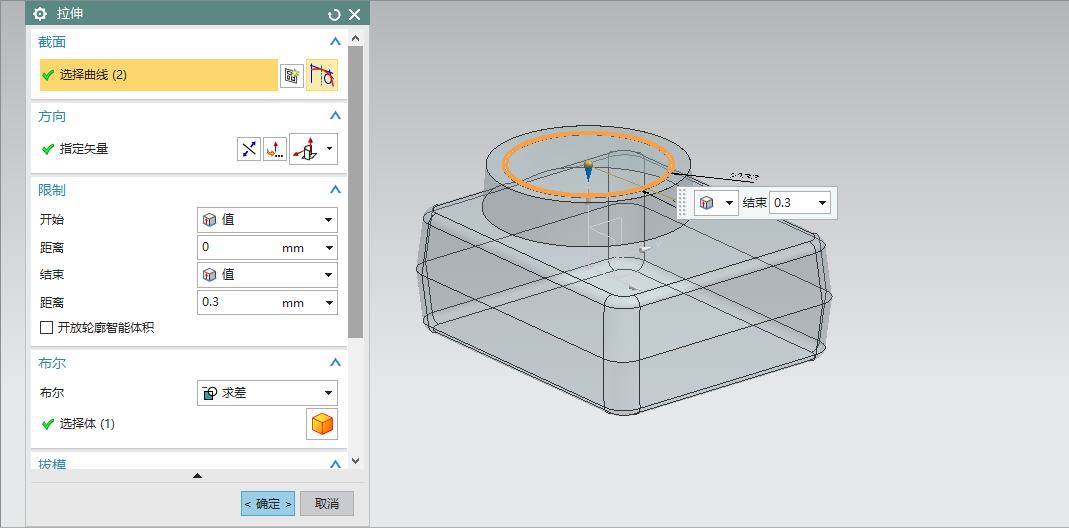 拉伸
截面
选择曲线 (2)
方向
指定矢量
限制
开始 值
距离 0 mm
结束 值
距离 0.3 mm
开放轮廓智能体积
布尔
布尔 求差
选择体 (1)
拔模
< 确定 > 取消
结束 0.3